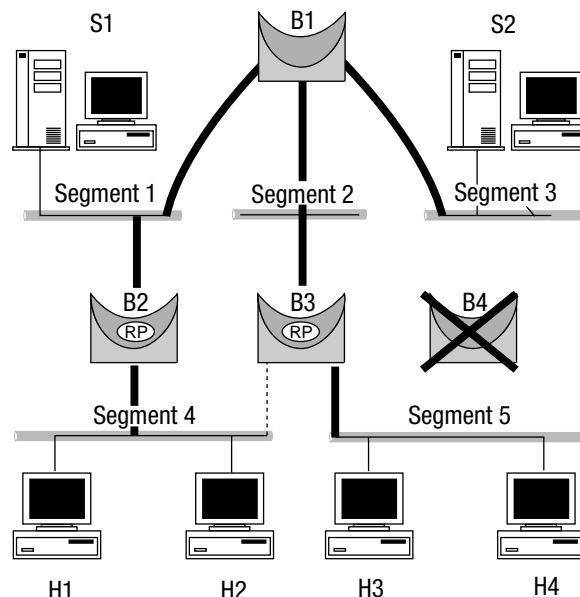 S1
B1
S2
Segment 1
Segment 2
Segment 3
B2
B3
B4
RP
RP
Segment 4
Segment 5
H1
H2
H3
H4